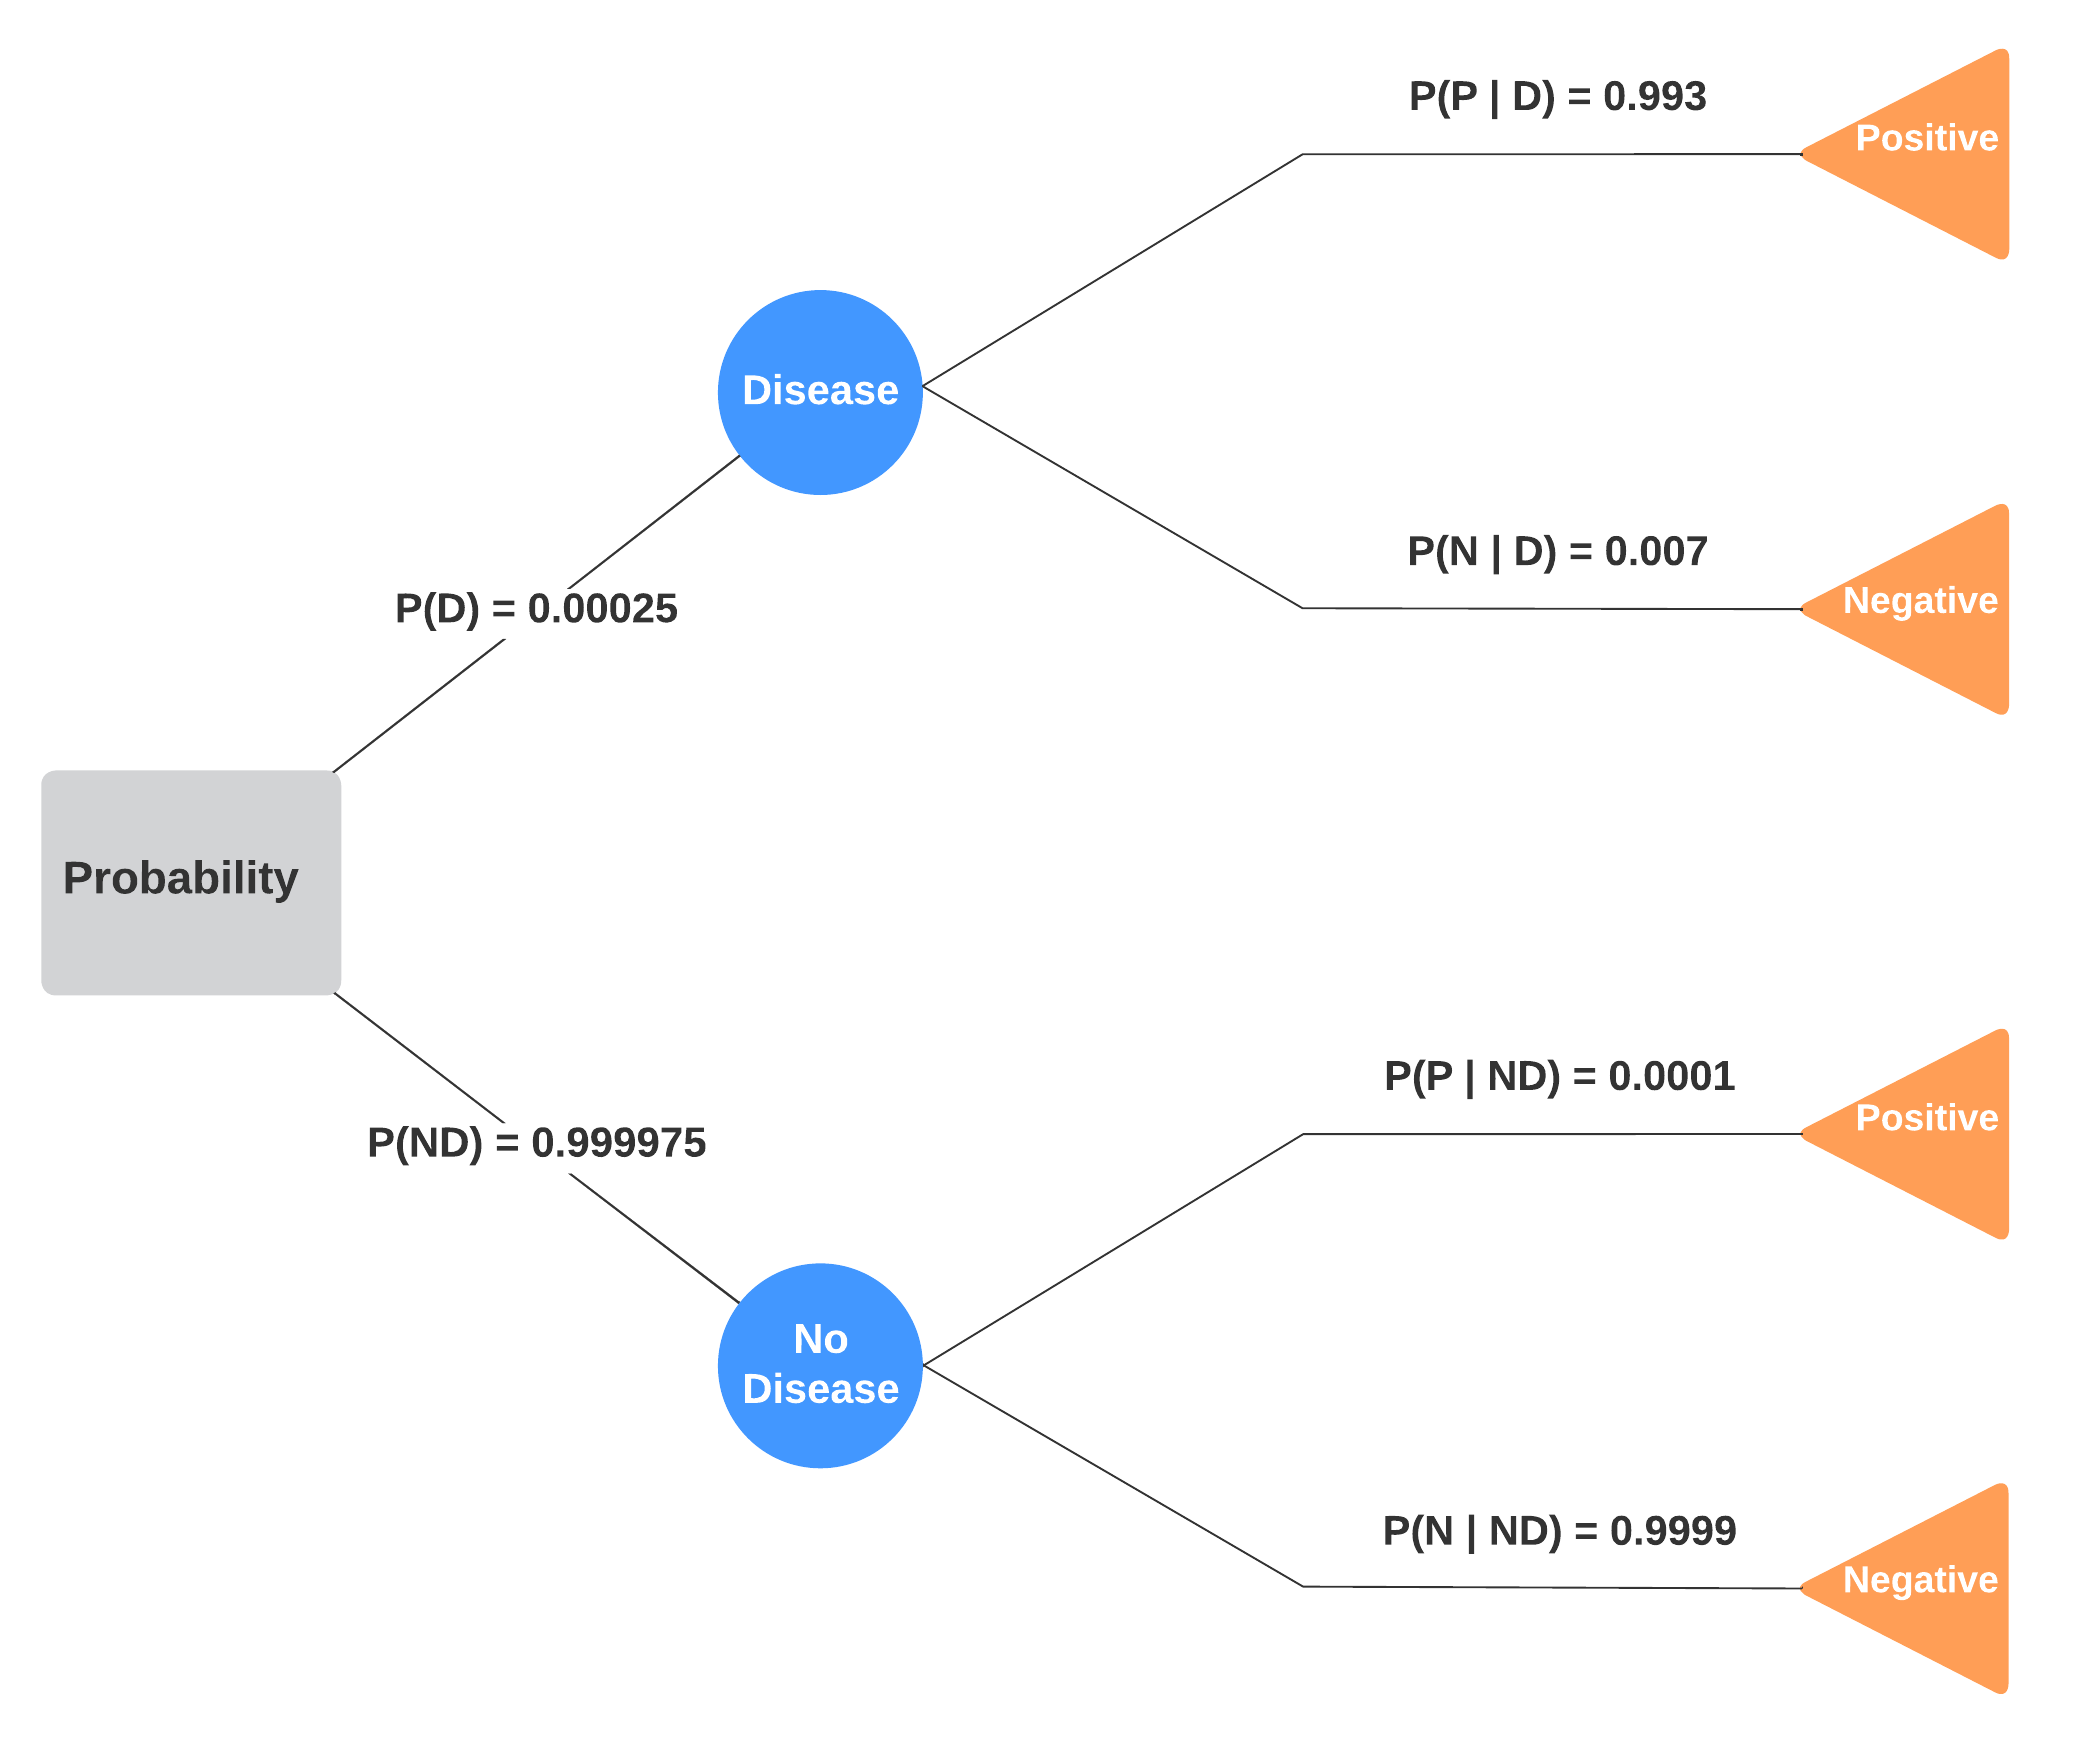 P(P | D) = 0.993
Positive
Disease
P(N | D) = 0.007
Negative
P(D) = 0.00025
Probability
P(ND) = 0.999975
P(P | ND) = 0.0001
Positive
No
Disease
P(N | ND) = 0.9999
Negative